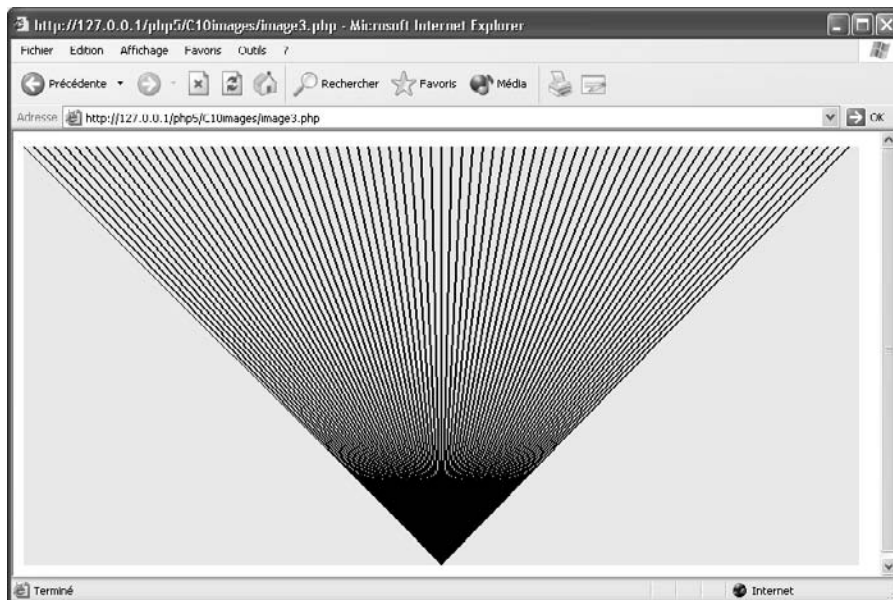 http://127.0.0.1/php5/C10images/image3.php - Microsoft Internet Explorer
Fichier Edition Affichage Favoris Outils ?
Précédente Rechercher Favoris Média
Adresse http://127.0.0.1/php5/C10images/image3.php OK
Terminé Internet